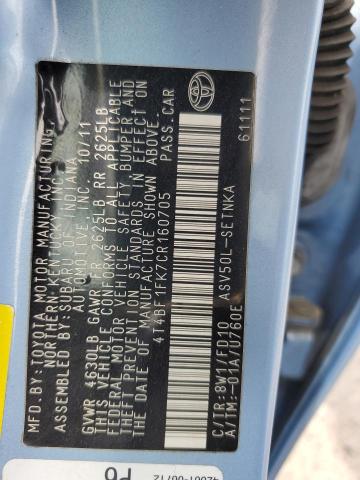 MFD.BY: TOYOTA MOTOR MANUFACTURING,
NORTHERN KENTUCKY, INC.
ASSEMBLED BY: SUBARU OF INDIANA
AUTOMOTIVE, INC. 10/11
GVWR 4630LB GAWR FR 2625LB RR 2625LB
THIS VEHICLE CONFORMS TO ALL APPLICABLE
FEDERAL MOTOR VEHICLE SAFETY, BUMPER AND
THEFT PREVENTION STANDARDS IN EFFECT ON
THE DATE OF MANUFACTURE SHOWN ABOVE.
4T4BF1FK7CR160705 PASS.CAR
C/TR: 8W1/FD10 ASV50L-SETNKA
A/TM: -01A/U760E 61111
TOYOTA
P6